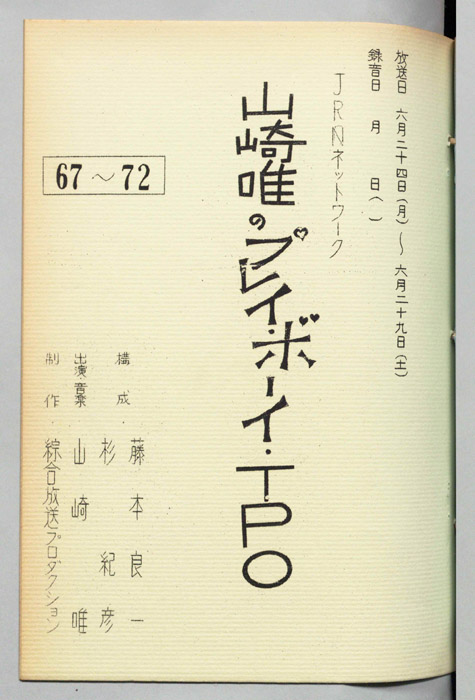 放送日 六月二十四日(月)〜六月二十九日(土)
録音日 月 日( )
JRNネットワーク
山崎唯のプレイ・ボーイ・TPO
67〜72
構成 藤本良一
杉紀彦
出演・音楽 山崎唯
制作・綜合放送プロダクション